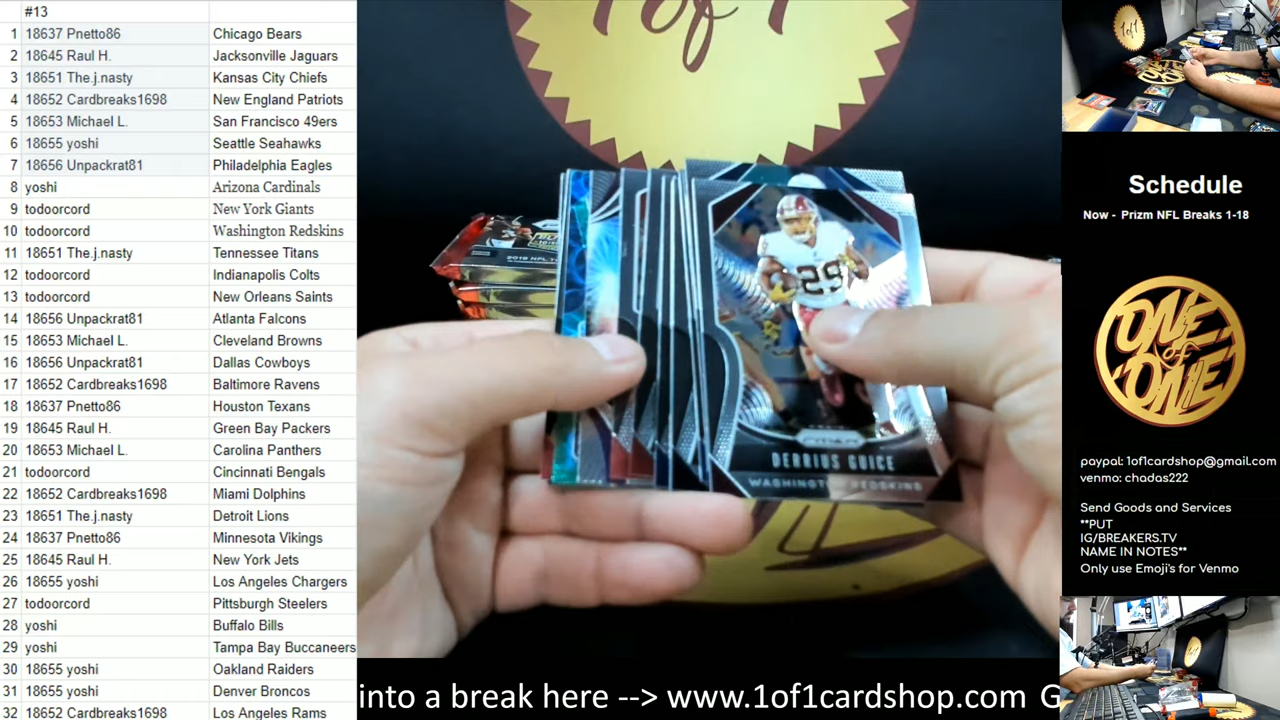 #13
1 18637 Pnetto86 Chicago Bears
2 18645 Raul H. Jacksonville Jaguars
3 18651 The.j.nasty Kansas City Chiefs
4 18652 Cardbreaks1698 New England Patriots
5 18653 Michael L. San Francisco 49ers
6 18655 yoshi Seattle Seahawks
7 18656 Unpackrat81 Philadelphia Eagles
8 yoshi Arizona Cardinals
9 todoorcord New York Giants
10 todoorcord Washington Redskins
11 18651 The.j.nasty Tennessee Titans
12 todoorcord Indianapolis Colts
13 todoorcord New Orleans Saints
14 18656 Unpackrat81 Atlanta Falcons
15 18653 Michael L. Cleveland Browns
16 18656 Unpackrat81 Dallas Cowboys
17 18652 Cardbreaks1698 Baltimore Ravens
18 18637 Pnetto86 Houston Texans
19 18645 Raul H. Green Bay Packers
20 18653 Michael L. Carolina Panthers
21 todoorcord Cincinnati Bengals
22 18652 Cardbreaks1698 Miami Dolphins
23 18651 The.j.nasty Detroit Lions
24 18637 Pnetto86 Minnesota Vikings
25 18645 Raul H. New York Jets
26 18655 yoshi Los Angeles Chargers
27 todoorcord Pittsburgh Steelers
28 yoshi Buffalo Bills
29 yoshi Tampa Bay Buccaneers
30 18655 yoshi Oakland Raiders
31 18655 yoshi Denver Broncos
32 18652 Cardbreaks1698 Los Angeles Rams
1of1
2019 NFL
29
PRIZM
DERRIUS GUICE
WASHINGTON REDSKINS
into a break here --> www.1of1cardshop.com G
1of1
Schedule
Now - Prizm NFL Breaks 1-18
ONE
of
ONE
paypal: 1of1cardshop@gmail.com
venmo: chadas222
Send Goods and Services
**PUT
IG/BREAKERS.TV
NAME IN NOTES**
Only use Emoji's for Venmo